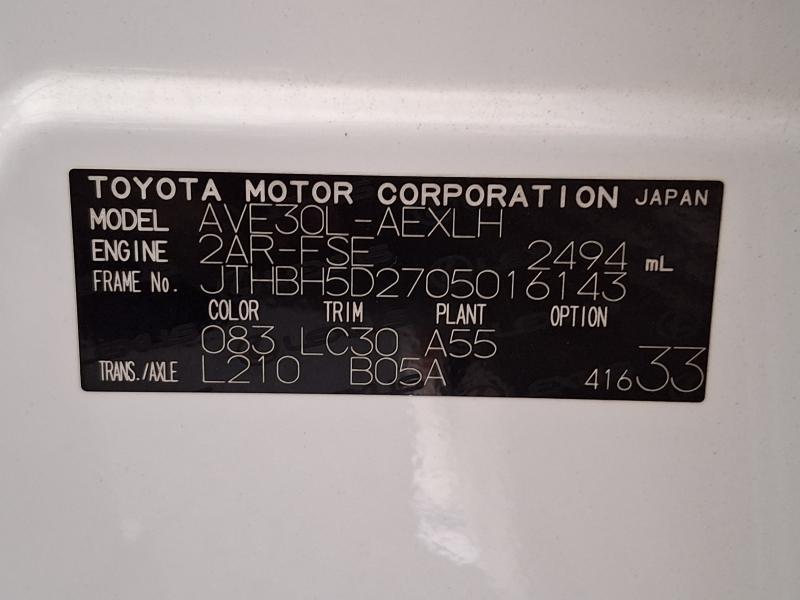 TOYOTA MOTOR CORPORATION JAPAN
MODEL AVE30L-AEXLH
ENGINE 2AR-FSE 2494 mL
FRAME No. JTHBH5D2705016143
COLOR TRIM PLANT OPTION
083 LC30 A55
TRANS./AXLE L210 B05A 41633